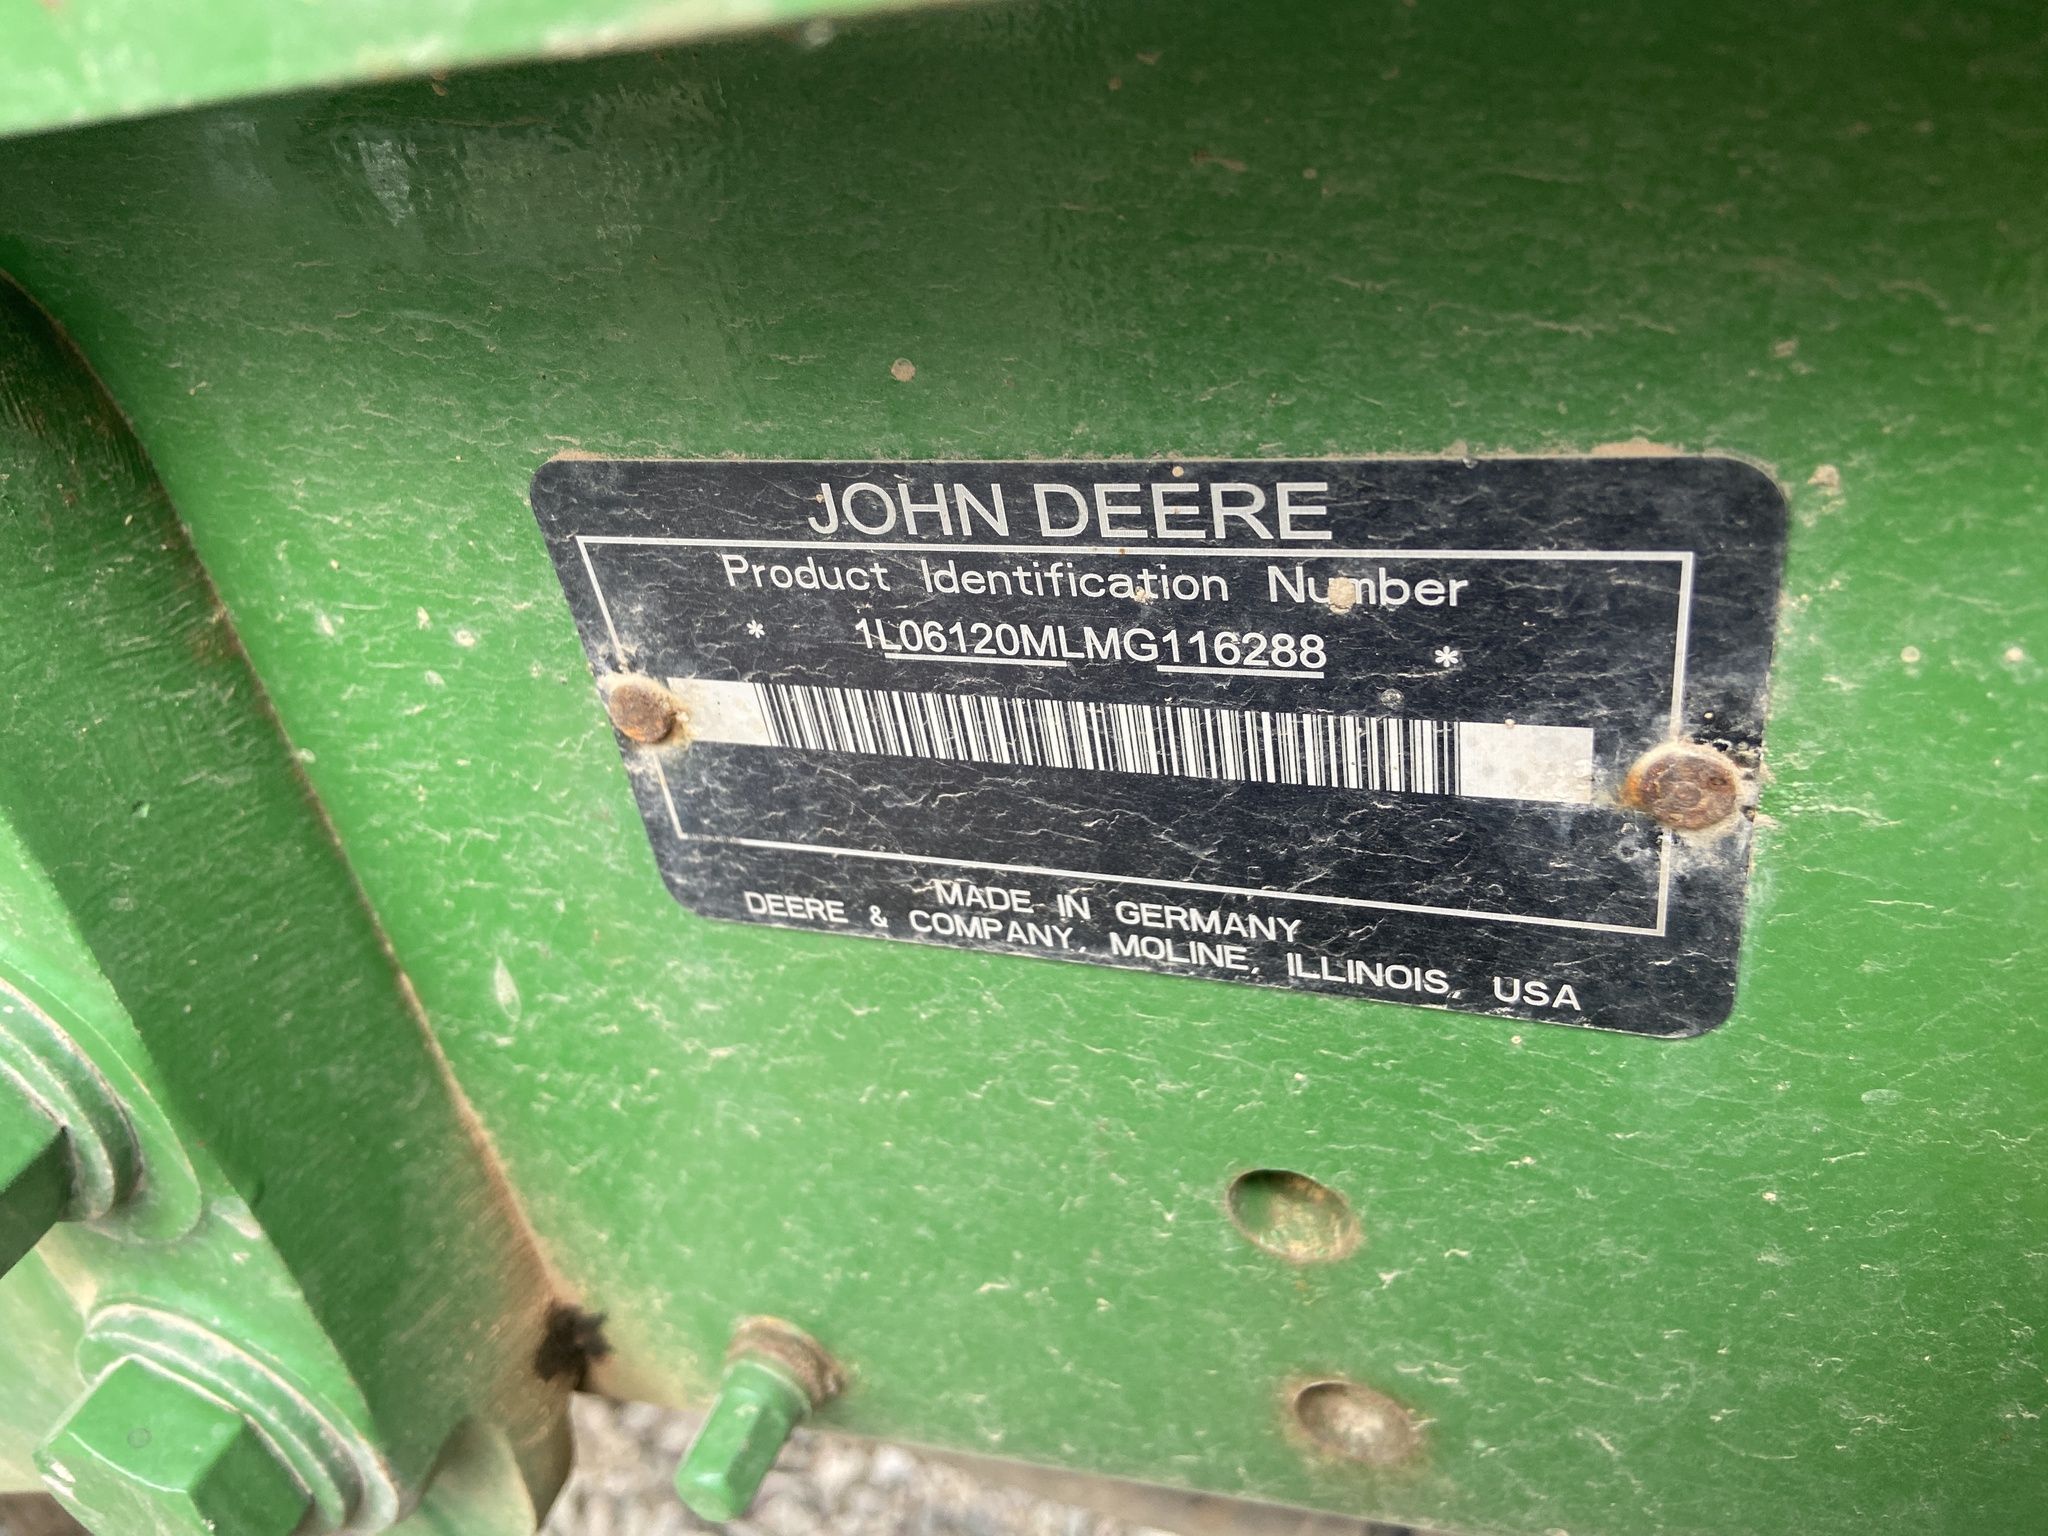 JOHN DEERE
Product Identification Number
* 1L06120MLMG116288 *
MADE IN GERMANY
DEERE & COMPANY, MOLINE, ILLINOIS, USA